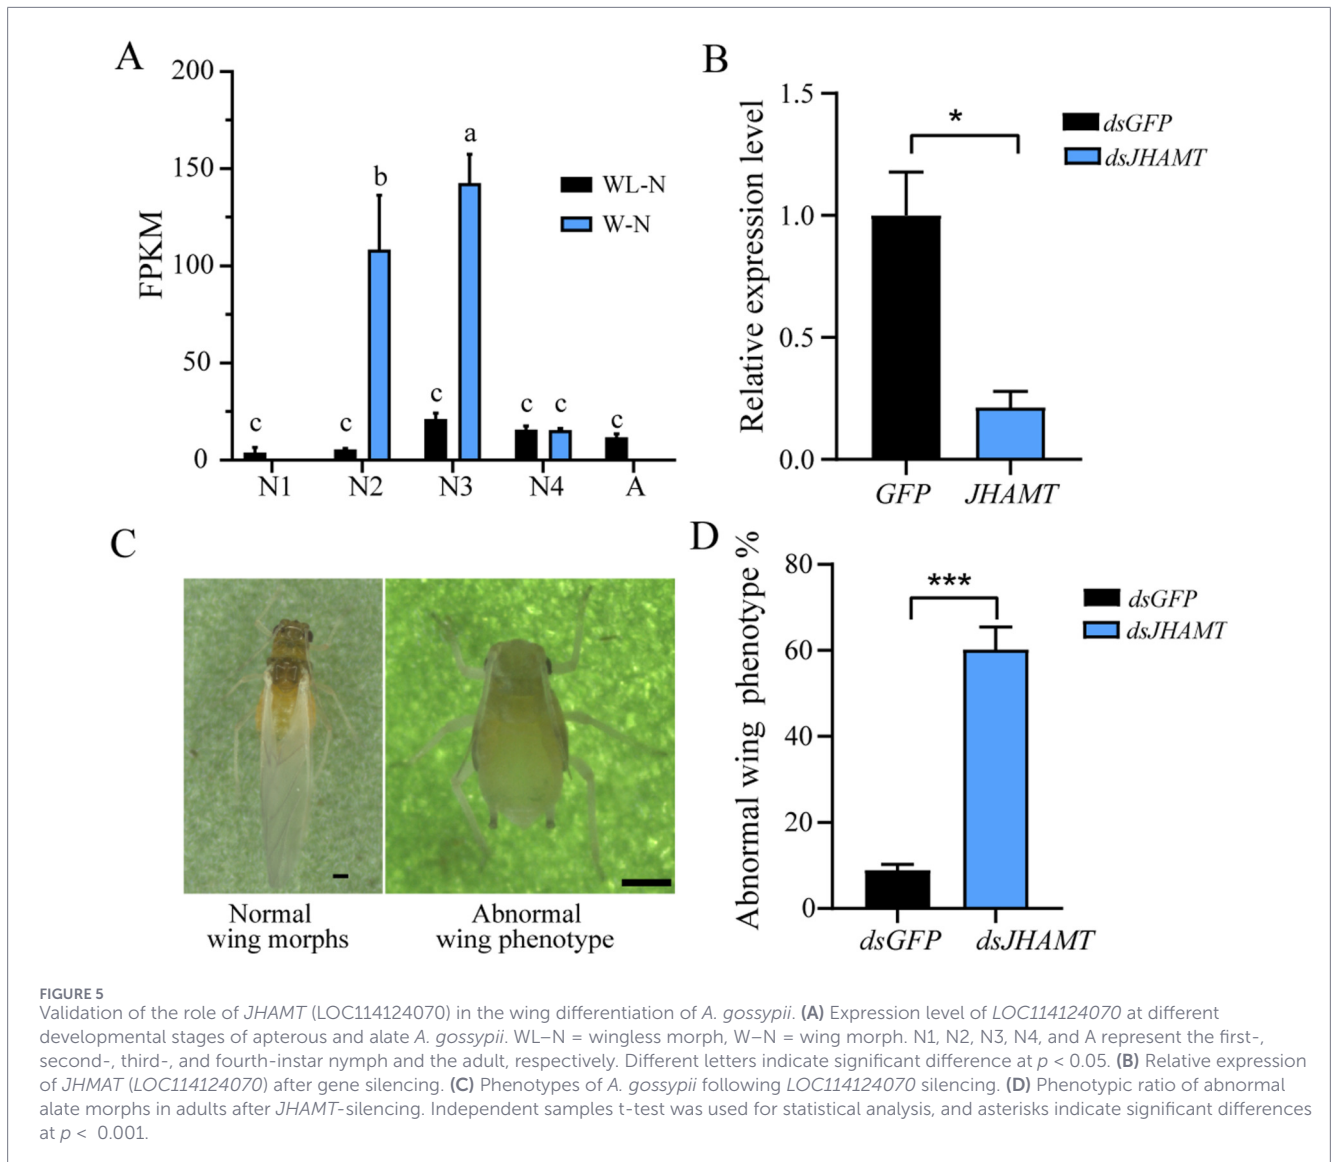 A
200
150
100
50
0
FPKM
c
c
b
c
a
c
c
c
WL-N
W-N
N1 N2 N3 N4 A
B
1.5
1.0
0.5
0.0
Relative expression level
*
dsGFP
dsJHAMT
GFP JHAMT
C
Normal
wing morphs
Abnormal
wing phenotype
D
80
60
40
20
0
Abnormal wing phenotype %
***
dsGFP
dsJHAMT
dsGFP dsJHAMT
FIGURE 5
Validation of the role of JHAMT (LOC114124070) in the wing differentiation of A. gossypii. (A) Expression level of LOC114124070 at different
developmental stages of apterous and alate A. gossypii. WL–N = wingless morph, W–N = wing morph. N1, N2, N3, N4, and A represent the first-,
second-, third-, and fourth-instar nymph and the adult, respectively. Different letters indicate significant difference at p < 0.05. (B) Relative expression
of JHMAT (LOC114124070) after gene silencing. (C) Phenotypes of A. gossypii following LOC114124070 silencing. (D) Phenotypic ratio of abnormal
alate morphs in adults after JHAMT-silencing. Independent samples t-test was used for statistical analysis, and asterisks indicate significant differences
at p < 0.001.